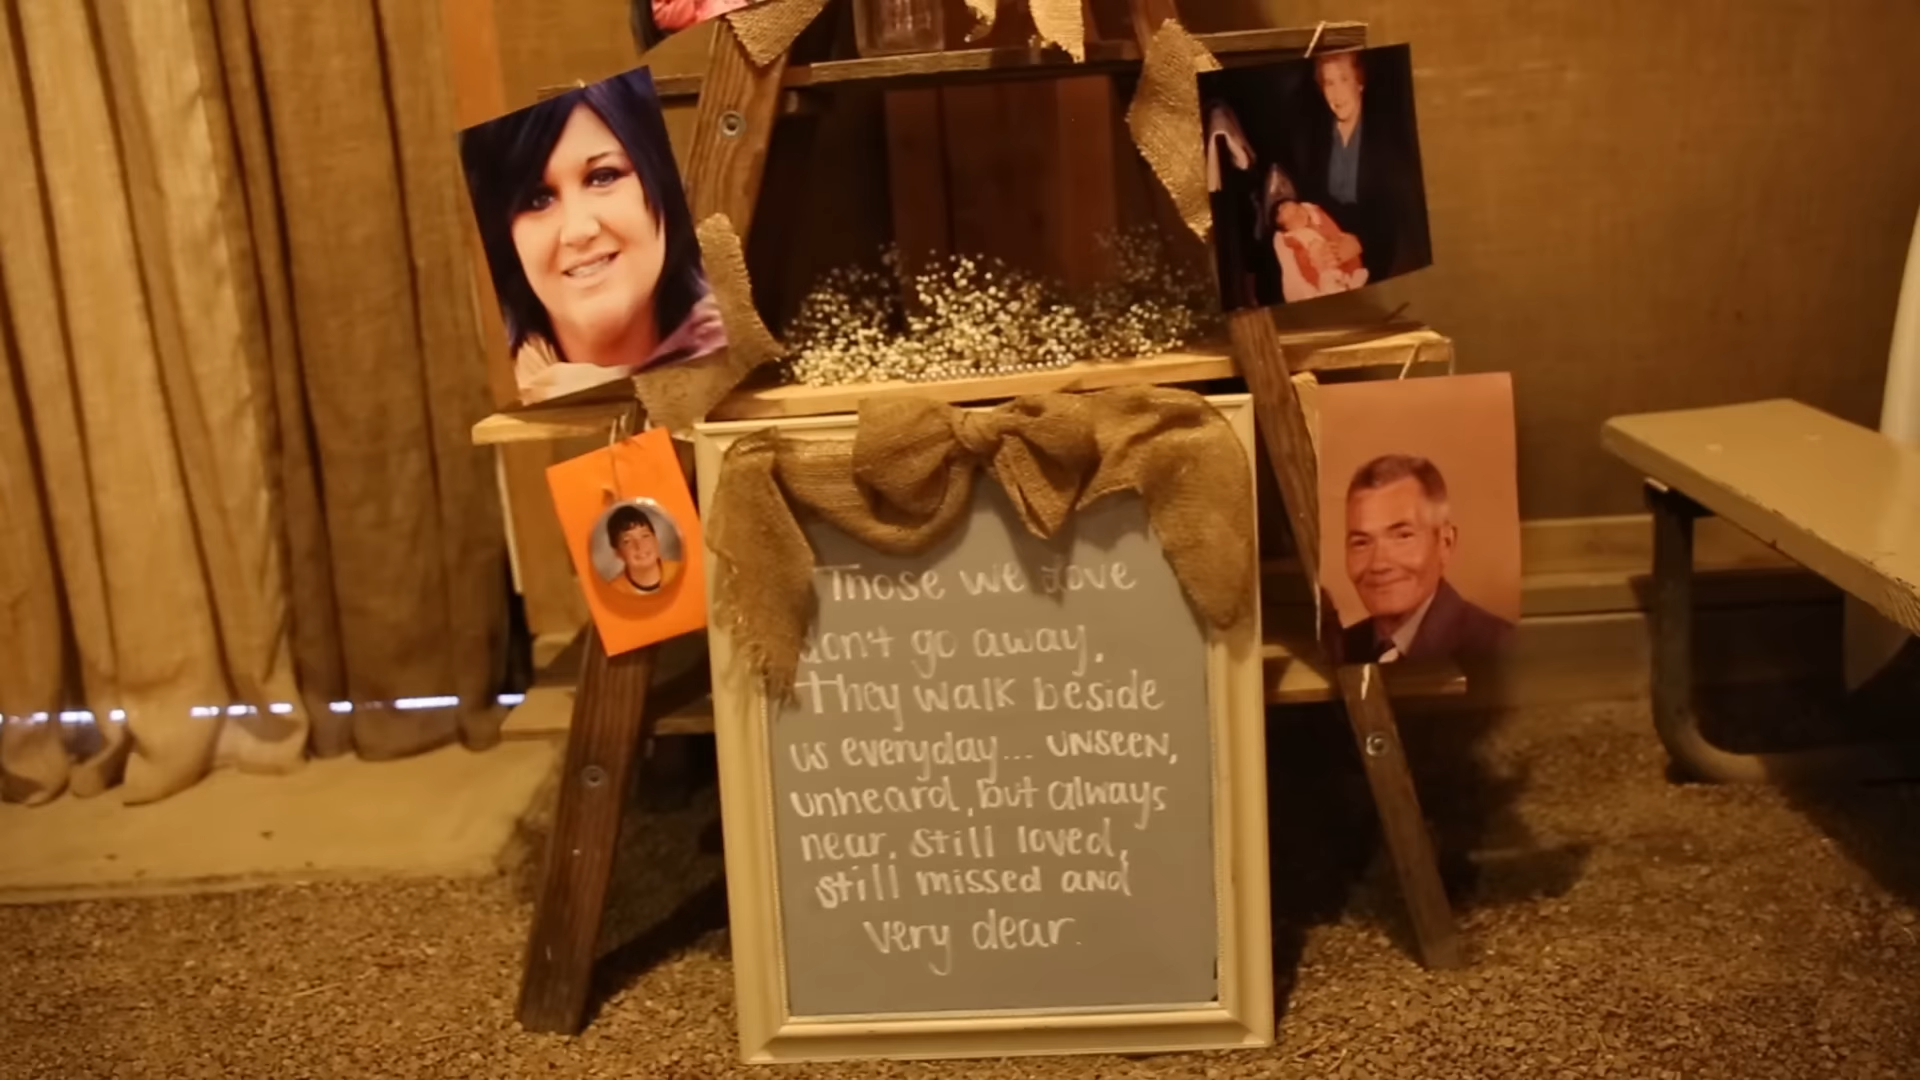 Those we Love
don't go away,
They walk beside
us everyday... UNSEEN,
unheard, but always
near. Still loved,
still missed and
very dear.